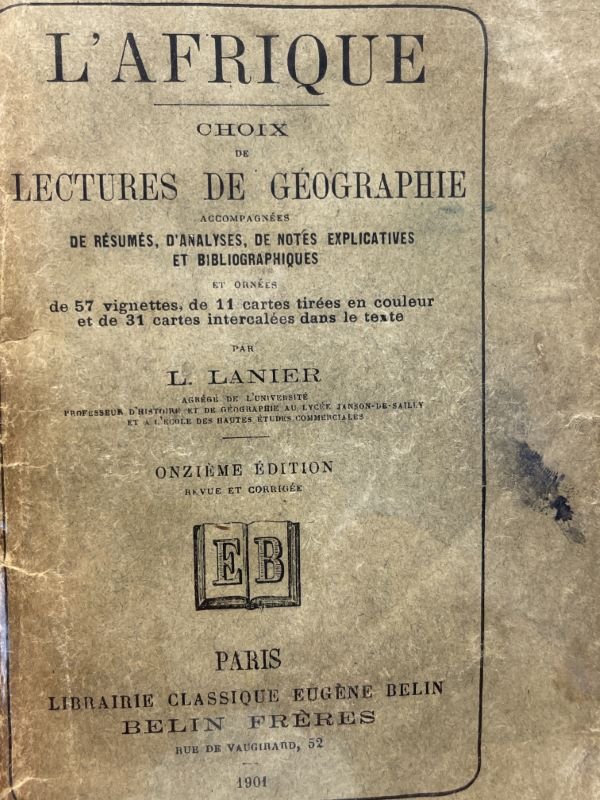 L'AFRIQUE
CHOIX
DE
LECTURES DE GÉOGRAPHIE
ACCOMPAGNÉES
DE RÉSUMÉS, D'ANALYSES, DE NOTES EXPLICATIVES
ET BIBLIOGRAPHIQUES
ET ORNÉES
de 57 vignettes, de 11 cartes tirées en couleur
et de 31 cartes intercalées dans le texte
PAR
L. LANIER
AGRÉGÉ DE L'UNIVERSITÉ
PROFESSEUR D'HISTOIRE ET DE GÉOGRAPHIE AU LYCÉE JANSON-DE-SAILLY
ET A L'ÉCOLE DES HAUTES ÉTUDES COMMERCIALES
ONZIÈME ÉDITION
REVUE ET CORRIGÉE
EB
PARIS
LIBRAIRIE CLASSIQUE EUGÈNE BELIN
BELIN FRÈRES
RUE DE VAUGIRARD, 52
1901